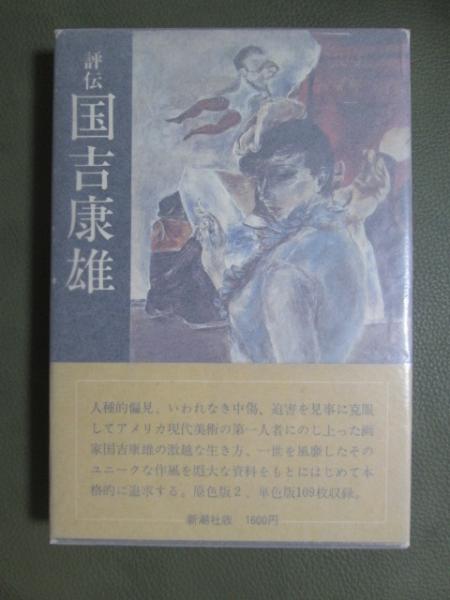 評伝
国吉康雄
人種的偏見、いわれなき中傷、迫害を見事に克服
してアメリカ現代美術の第一人者にのし上った画
家国吉康雄の激越な生き方、一世を風靡したその
ユニークな作風を厖大な資料をもとにはじめて本
格的に追求する。原色版2、単色版109枚収録。
新潮社版 1600円